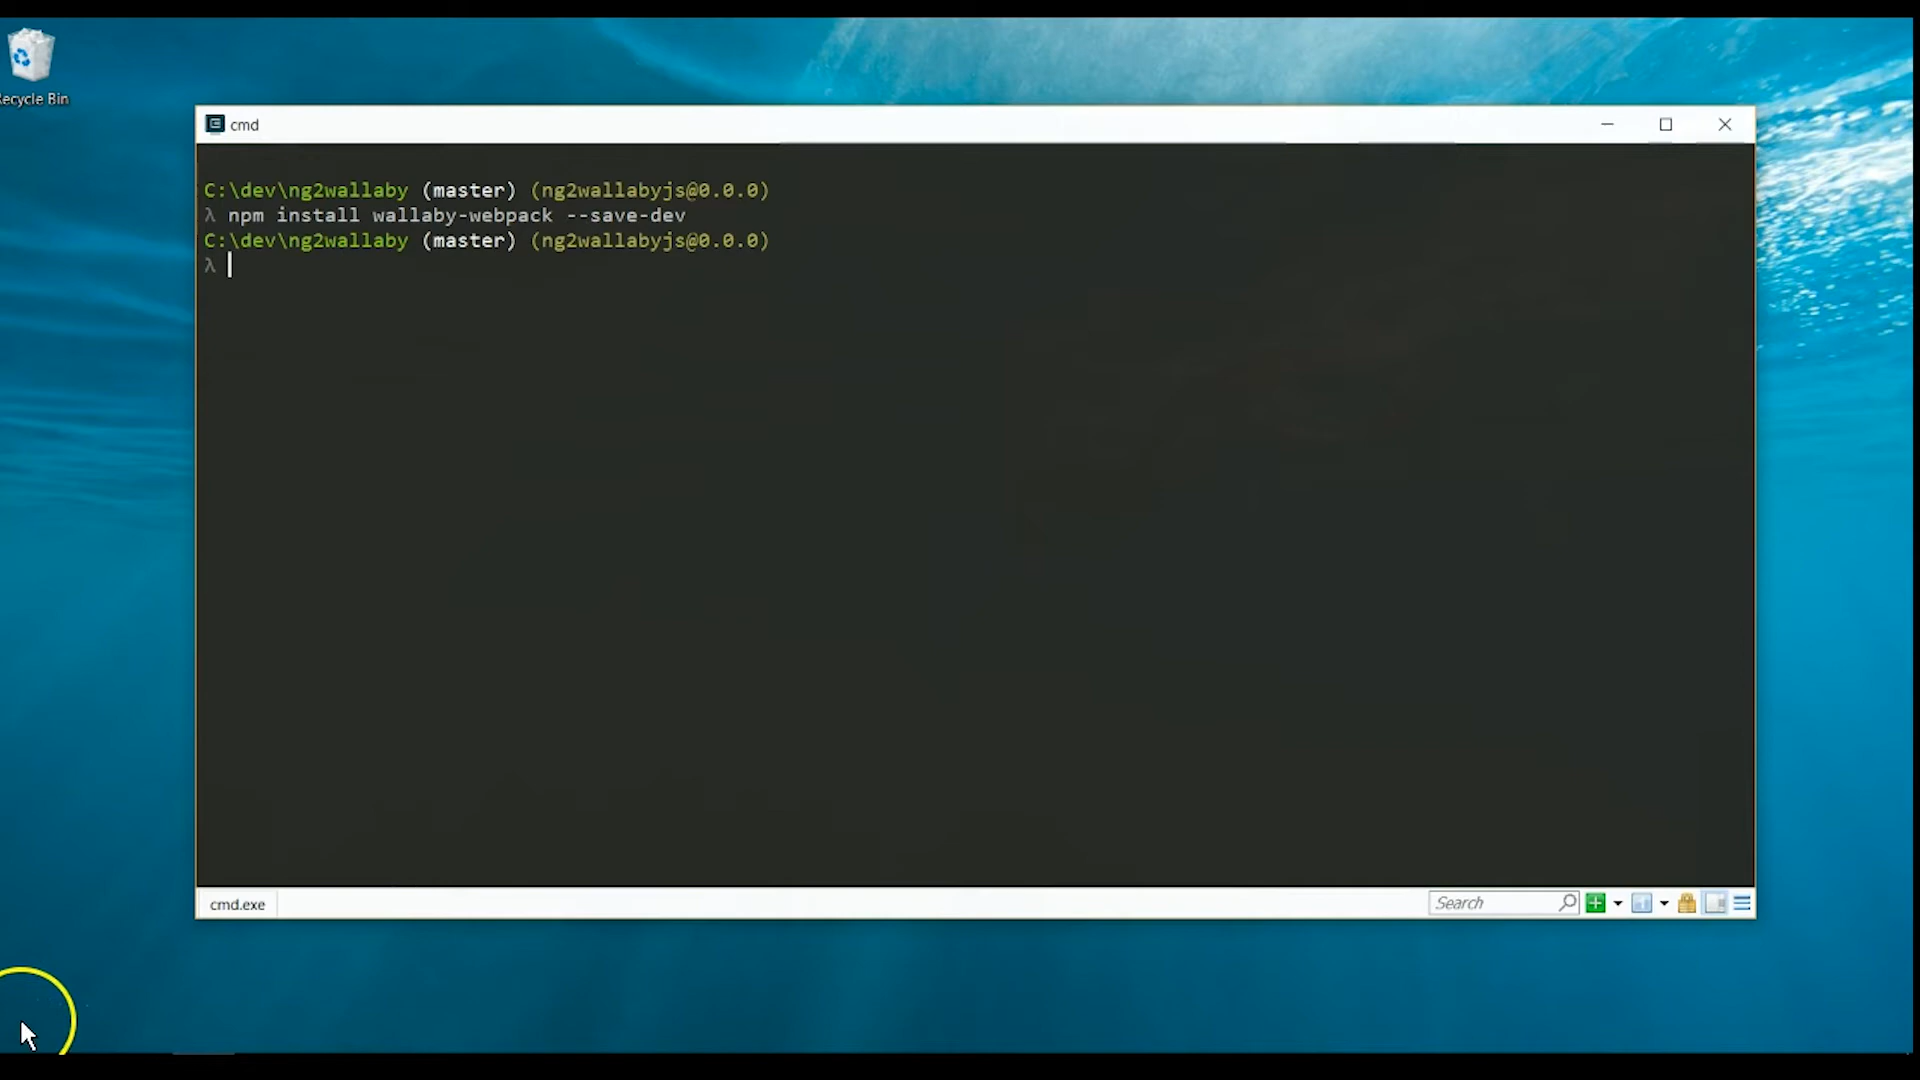 ecycle Bin
cmd
C:\dev\ng2wallaby (master) (ng2wallabyjs@0.0.0)
λ npm install wallaby-webpack --save-dev
C:\dev\ng2wallaby (master) (ng2wallabyjs@0.0.0)
λ
cmd.exe
Search